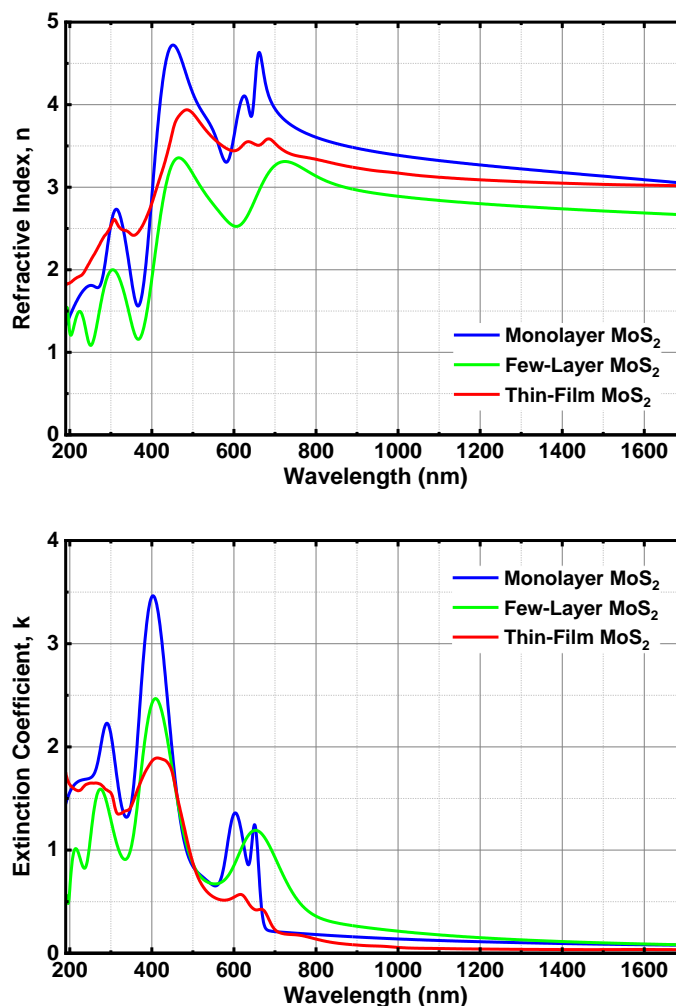 5
4
3
2
1
0
Refractive Index, n
Monolayer MoS₂
Few-Layer MoS₂
Thin-Film MoS₂
200 400 600 800 1000 1200 1400 1600
Wavelength (nm)
4
3
2
1
0
Extinction Coefficient, k
Monolayer MoS₂
Few-Layer MoS₂
Thin-Film MoS₂
200 400 600 800 1000 1200 1400 1600
Wavelength (nm)